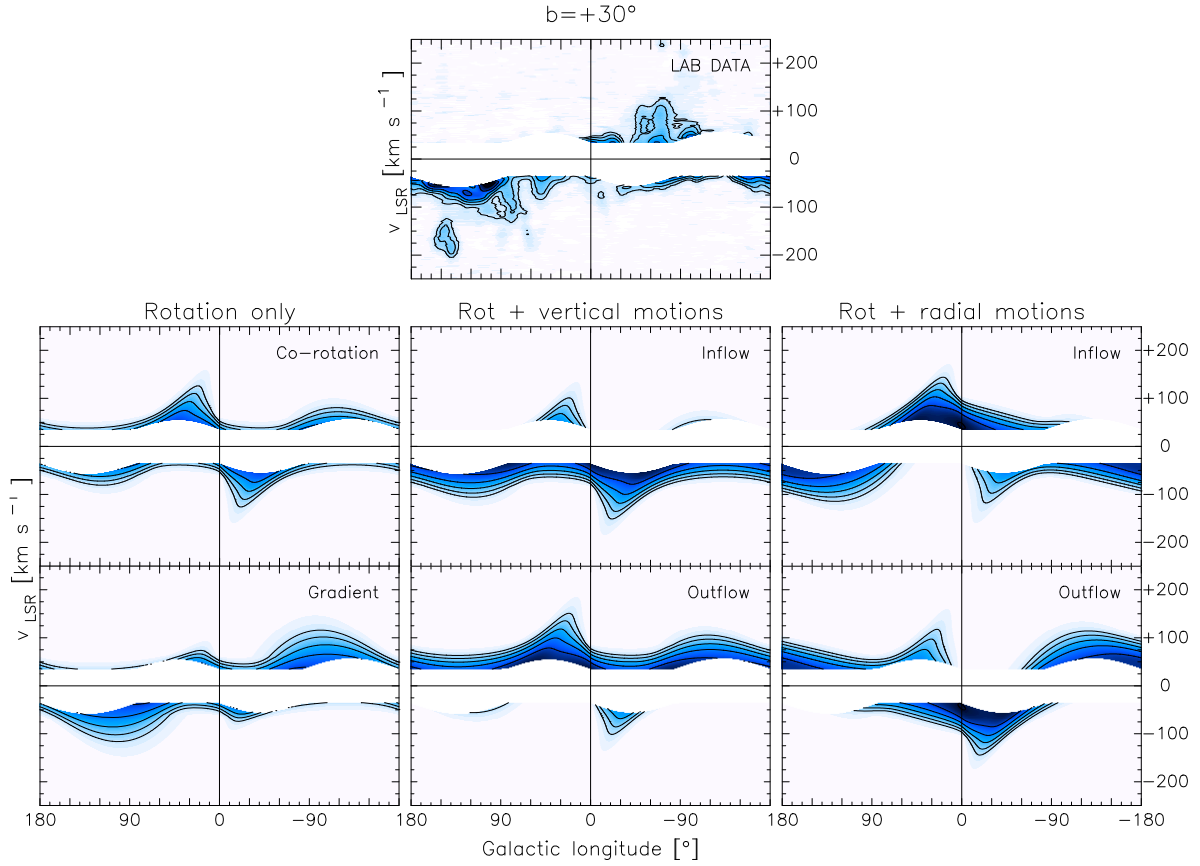 b=+30°
LAB DATA
+200
+100
0
−100
−200
v LSR [km s −1 ]
Rotation only
Rot + vertical motions
Rot + radial motions
Co−rotation
Inflow
Inflow
+200
+100
0
−100
−200
v LSR [km s −1 ]
Gradient
Outflow
Outflow
+200
+100
0
−100
−200
180 90 0 −90
180 90 0 −90
180 90 0 −90 −180
Galactic longitude [°]